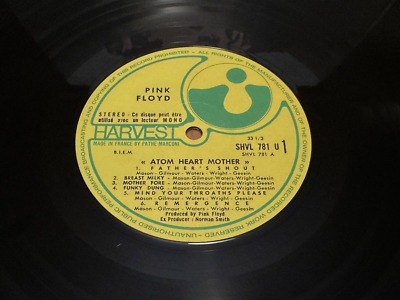 ALL RIGHTS OF THE MANUFACTURER AND OF THE OWNER OF THE RECORDED WORK RESERVED - UNAUTHORISED PUBLIC PERFORMANCE BROADCASTING AND COPYING OF THIS RECORD PROHIBITED
PINK
FLOYD
STEREO - Ce disque peut être
utilisé avec un lecteur MONO
33 1/3
HARVEST
SHVL 781 U 1
MADE IN FRANCE BY PATHE MARCONI
SHVL 781 A
B.I.E.M.
« ATOM HEART MOTHER »
1. FATHER'S SHOUT
Mason - Gilmour - Waters - Wright - Geesin
2. BREAST MILKY - Mason-Gilmour-Waters-Wright-Geesin
3. MOTHER FORE - Mason-Gilmour-Waters-Wright-Geesin
4. FUNKY DUNG - Mason-Gilmour-Waters-Wright-Geesin
5. MIND YOUR THROATHS PLEASE
Mason - Gilmour - Waters - Wright - Geesin
6. REMERGENCE
Mason - Gilmour - Waters - Wright - Geesin
Produced by Pink Floyd
Ex Producer : Norman Smith